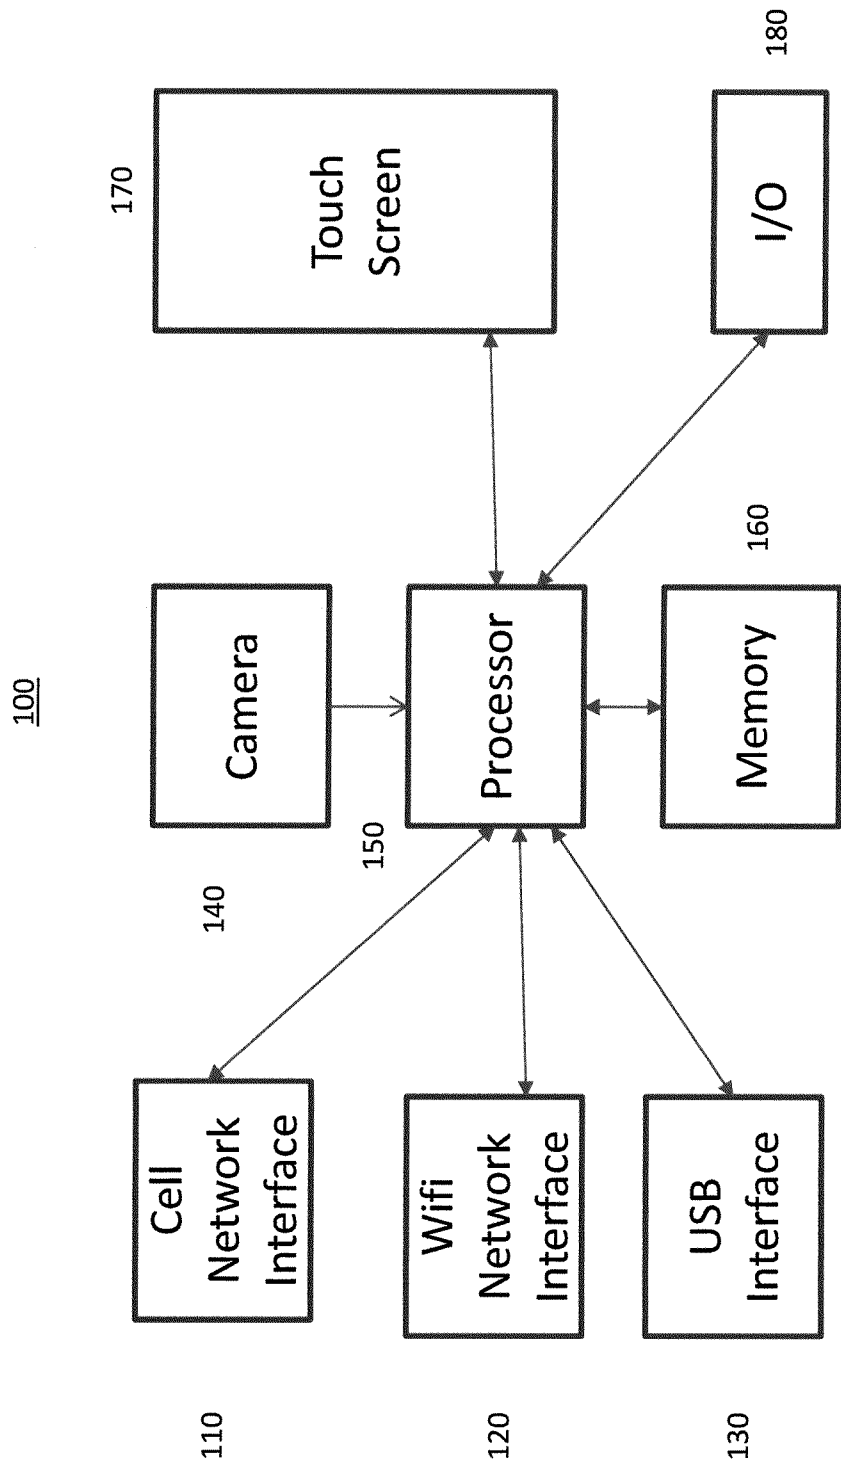 100
140
Camera
170
Touch
Screen
110
Cell
Network
Interface
150
Processor
120
Wifi
Network
Interface
130
USB
Interface
160
Memory
180
I/O